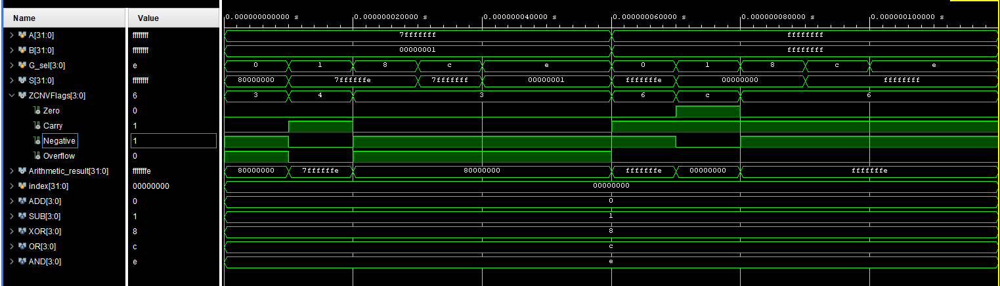 Name Value 0.000000000000 s 0.000000020000 s 0.000000040000 s 0.000000060000 s 0.000000080000 s 0.000000100000 s
A[31:0] ffffffff 7fffffff ffffffff
B[31:0] ffffffff 00000001 ffffffff
G_sel[3:0] e 0 1 8 c e 0 1 8 c e
S[31:0] ffffffff 80000000 7ffffffe 7fffffff 00000001 fffffffe 00000000 ffffffff
ZCNVFlags[3:0] 6 3 4 3 6 c 6
Zero 0
Carry 1
Negative 1
Overflow 0
Arithmetic_result[31:0] fffffffe 80000000 7ffffffe 80000000 fffffffe 00000000 fffffffe
index[31:0] 00000000 00000000
ADD[3:0] 0 0
SUB[3:0] 1 1
XOR[3:0] 8 8
OR[3:0] c c
AND[3:0] e e